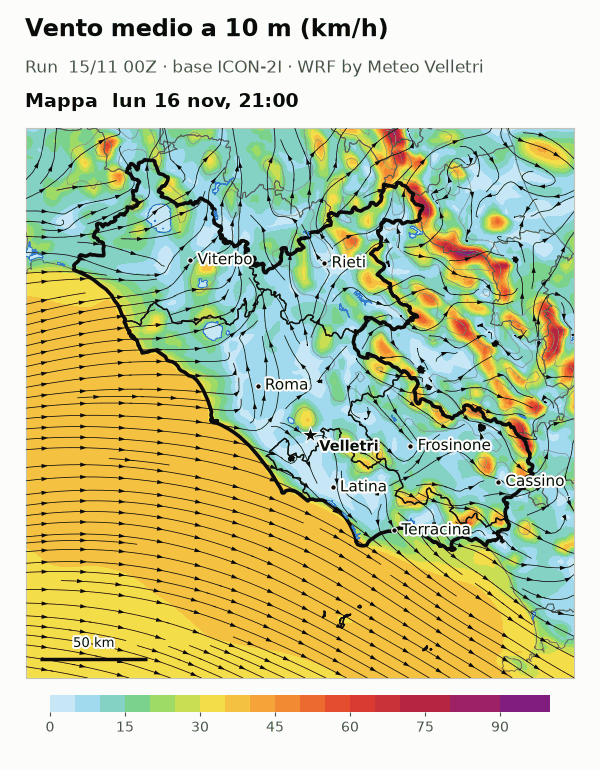 Vento medio a 10 m (km/h)
Run 15/11 00Z · base ICON-2I · WRF by Meteo Velletri
Mappa lun 16 nov, 21:00
Viterbo
Rieti
Roma
Velletri
Frosinone
Cassino
Latina
Terracina
50 km
0 15 30 45 60 75 90